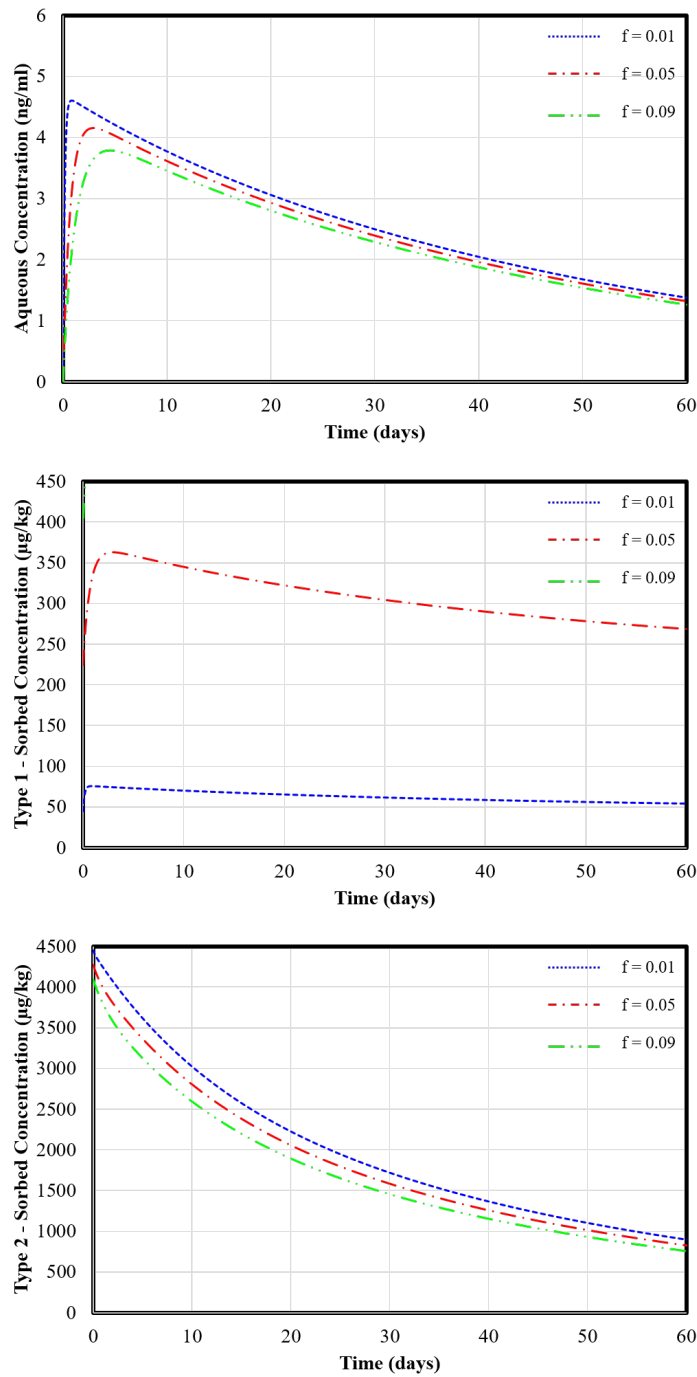 Aqueous Concentration (ng/ml)
6
5
4
3
2
1
0
f = 0.01
f = 0.05
f = 0.09
0 10 20 30 40 50 60
Time (days)
Type 1 - Sorbed Concentration (µg/kg)
450
400
350
300
250
200
150
100
50
0
f = 0.01
f = 0.05
f = 0.09
0 10 20 30 40 50 60
Time (days)
Type 2 - Sorbed Concentration (µg/kg)
4500
4000
3500
3000
2500
2000
1500
1000
500
0
f = 0.01
f = 0.05
f = 0.09
0 10 20 30 40 50 60
Time (days)